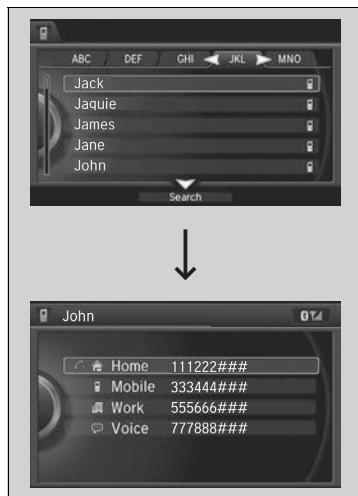 ABC DEF GHI JKL MNO
Jack
Jaquie
James
Jane
John
Search
John
Home 111222###
Mobile 333444###
Work 555666###
Voice 777888###